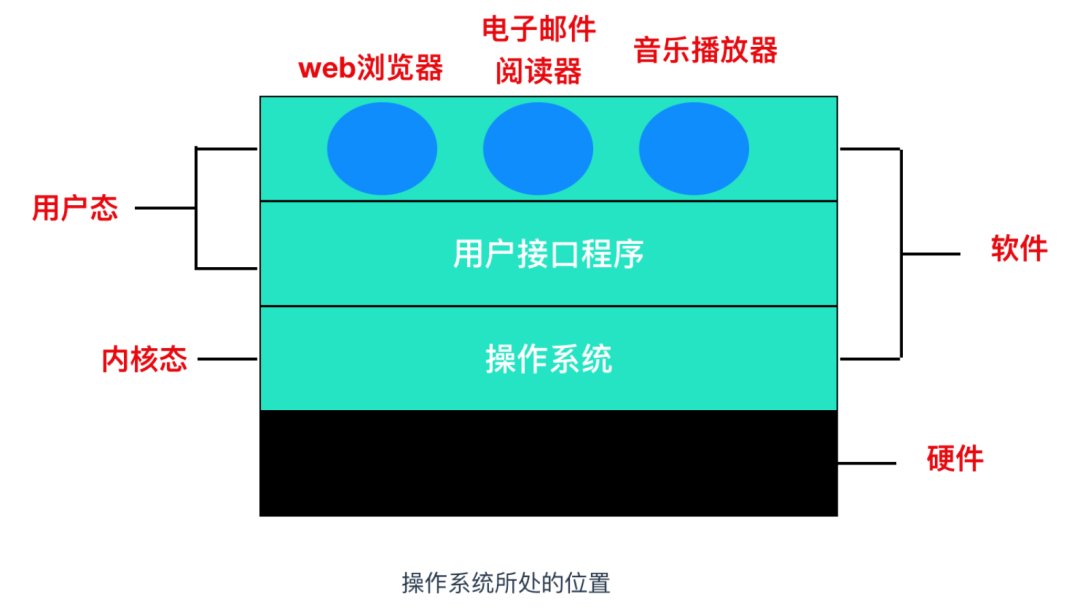 电子邮件
阅读器
web浏览器
音乐播放器
用户态
用户接口程序
软件
内核态
操作系统
硬件
操作系统所处的位置